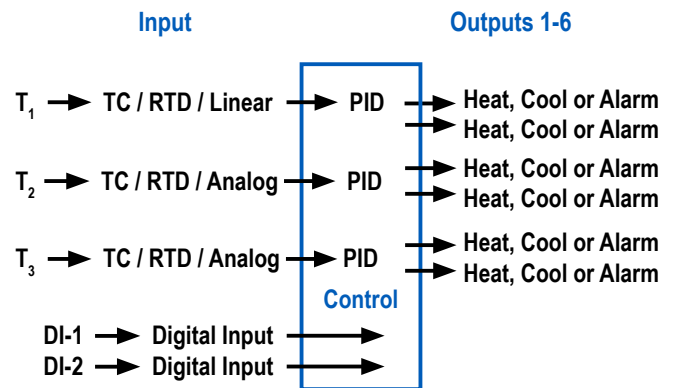 Input Outputs 1-6
T1 TC / RTD / Linear PID Heat, Cool or Alarm
Heat, Cool or Alarm
T2 TC / RTD / Analog PID Heat, Cool or Alarm
Heat, Cool or Alarm
T3 TC / RTD / Analog PID Heat, Cool or Alarm
Heat, Cool or Alarm
Control
DI-1 Digital Input
DI-2 Digital Input